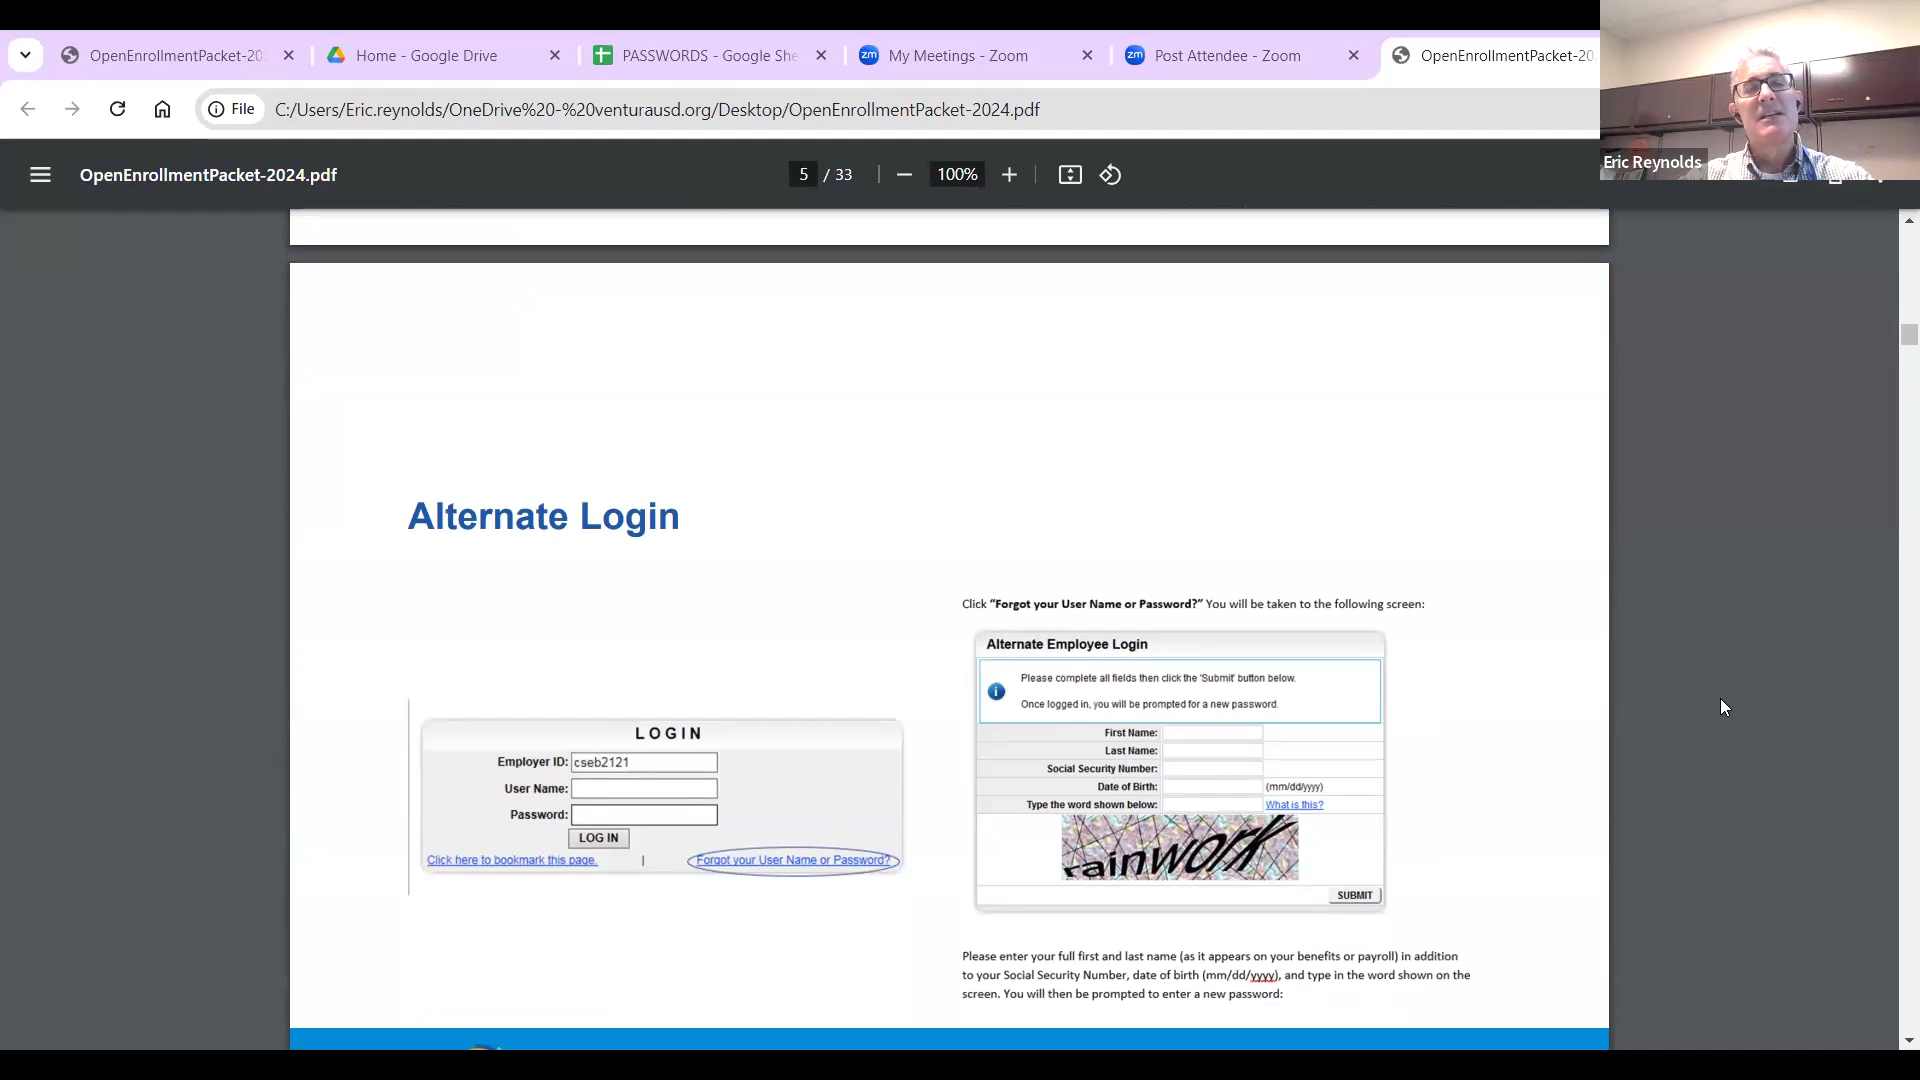 OpenEnrollmentPacket-20
Home - Google Drive
PASSWORDS - Google She
My Meetings - Zoom
Post Attendee - Zoom
OpenEnrollmentPacket-20
File
C:/Users/Eric.reynolds/OneDrive%20-%20venturausd.org/Desktop/OpenEnrollmentPacket-2024.pdf
Eric Reynolds
OpenEnrollmentPacket-2024.pdf
5 / 33
100%
Alternate Login
LOGIN
Employer ID: cseb2121
User Name:
Password:
LOG IN
Click here to bookmark this page. | Forgot your User Name or Password?
Click "Forgot your User Name or Password?" You will be taken to the following screen:
Alternate Employee Login
Please complete all fields then click the 'Submit' button below.
Once logged in, you will be prompted for a new password.
First Name:
Last Name:
Social Security Number:
Date of Birth: (mm/dd/yyyy)
Type the word shown below: What is this?
rainwork
SUBMIT
Please enter your full first and last name (as it appears on your benefits or payroll) in addition
to your Social Security Number, date of birth (mm/dd/yyyy), and type in the word shown on the
screen. You will then be prompted to enter a new password: